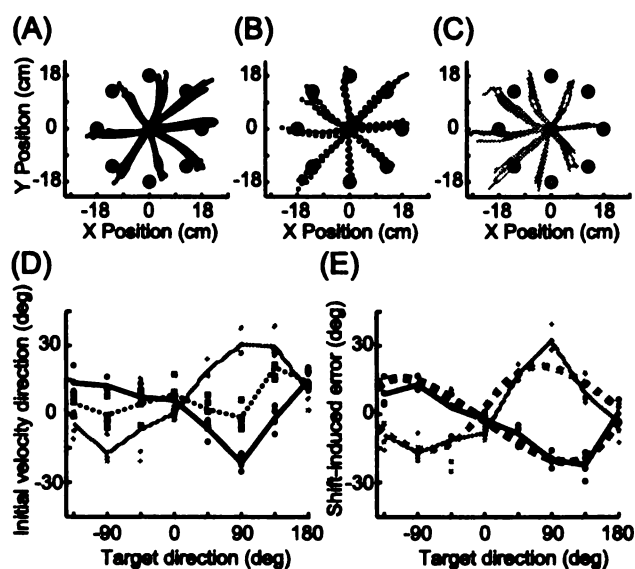 (A) (B) (C)
Y Position (cm)
18 18 18
0 0 0
-18 -18 -18
-18 0 18 -18 0 18 -18 0 18
X Position (cm) X Position (cm) X Position (cm)
(D) (E)
Initial velocity direction (deg)
30
0
-30
-90 0 90 180
Target direction (deg)
Shift-induced error (deg)
30
0
-30
-90 0 90 180
Target direction (deg)